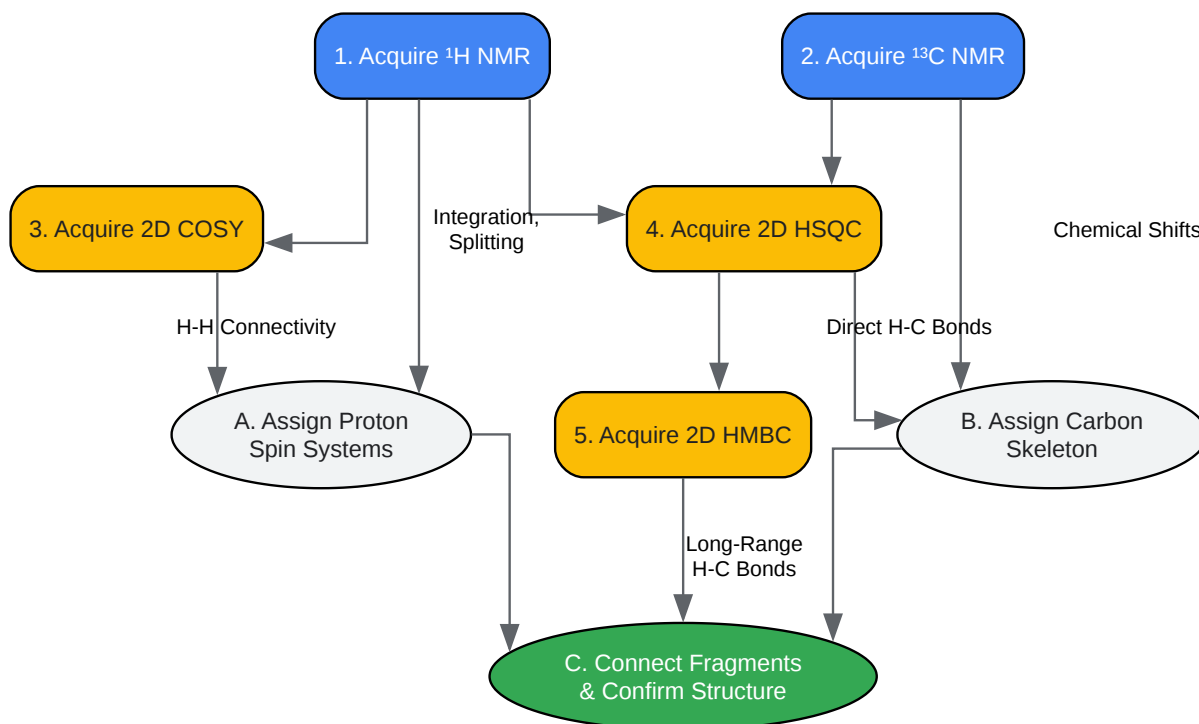 1. Acquire ¹H NMR
2. Acquire ¹³C NMR
3. Acquire 2D COSY
Integration,
Splitting
4. Acquire 2D HSQC
Chemical Shifts
H-H Connectivity
Direct H-C Bonds
A. Assign Proton
Spin Systems
5. Acquire 2D HMBC
B. Assign Carbon
Skeleton
Long-Range
H-C Bonds
C. Connect Fragments
& Confirm Structure